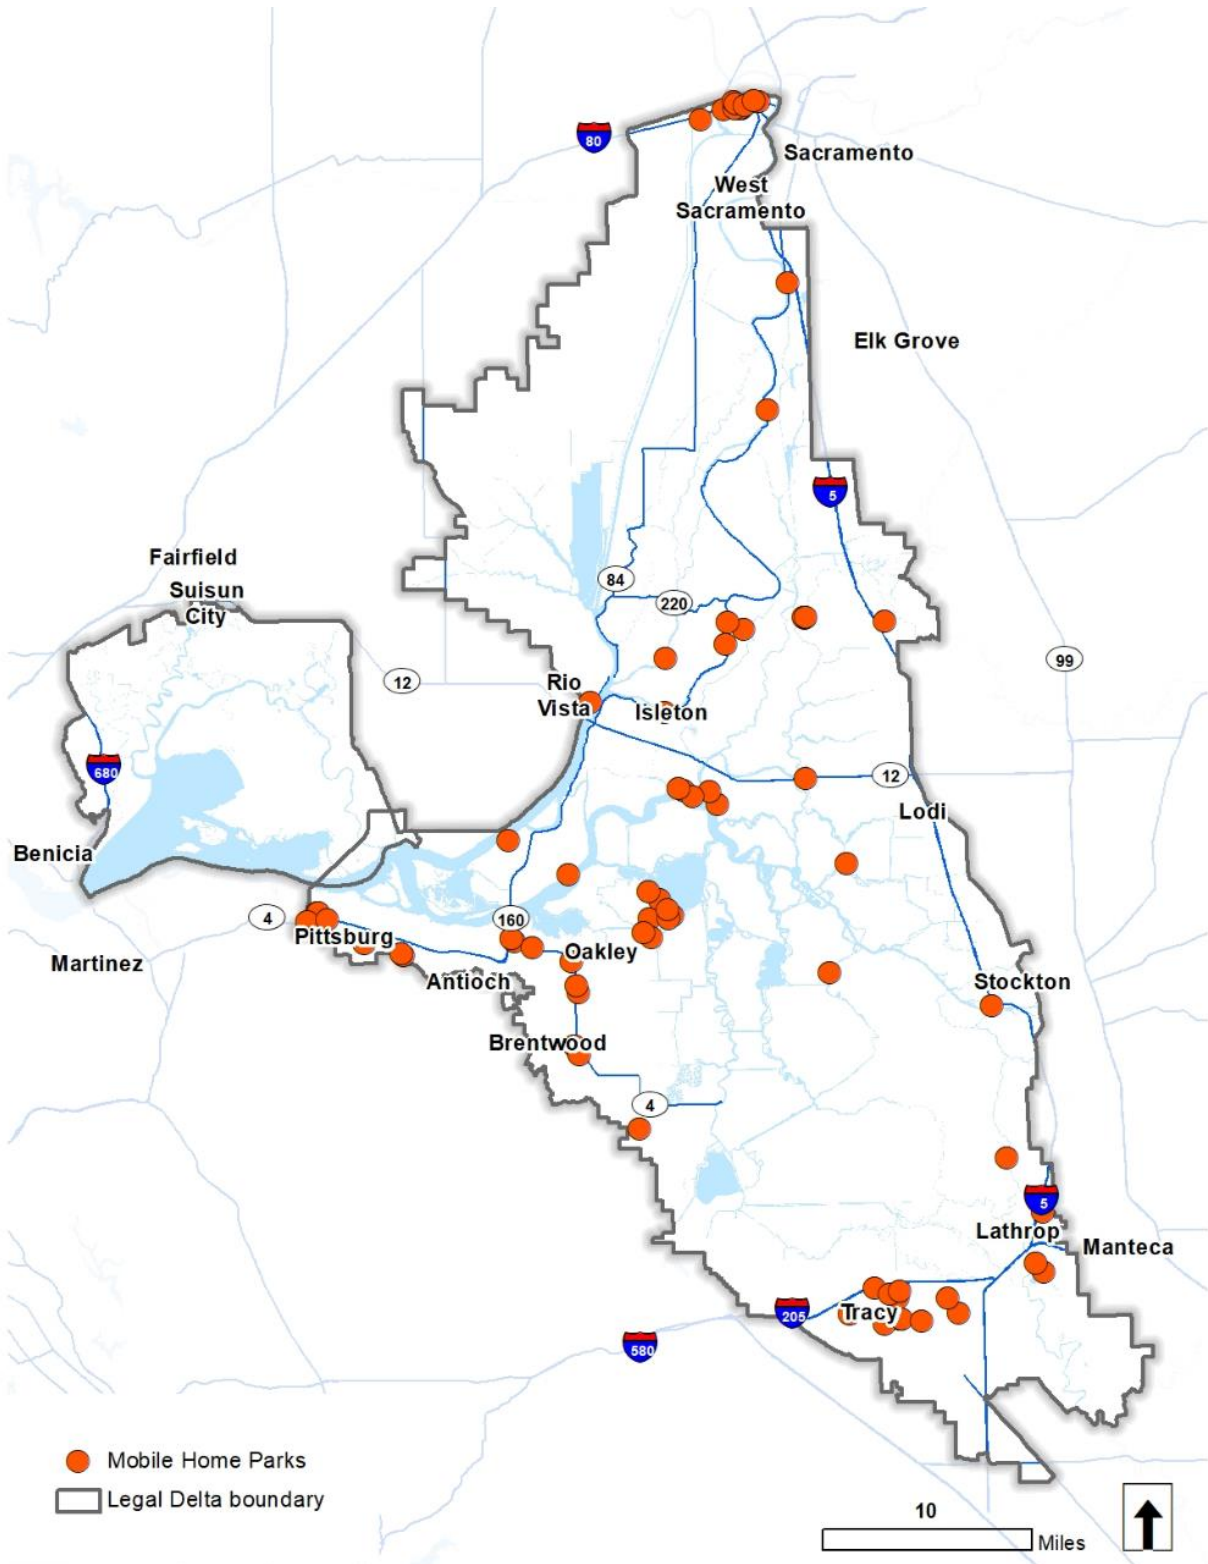 80
Sacramento
West
Sacramento
Elk Grove
5
Fairfield
Suisun
City
84
220
99
12
Rio
Vista
Isleton
680
12
Lodi
Benicia
4
160
Pittsburg
Oakley
Martinez
Antioch
Stockton
Brentwood
4
5
Lathrop
Manteca
205
Tracy
580
Mobile Home Parks
Legal Delta boundary
10
Miles